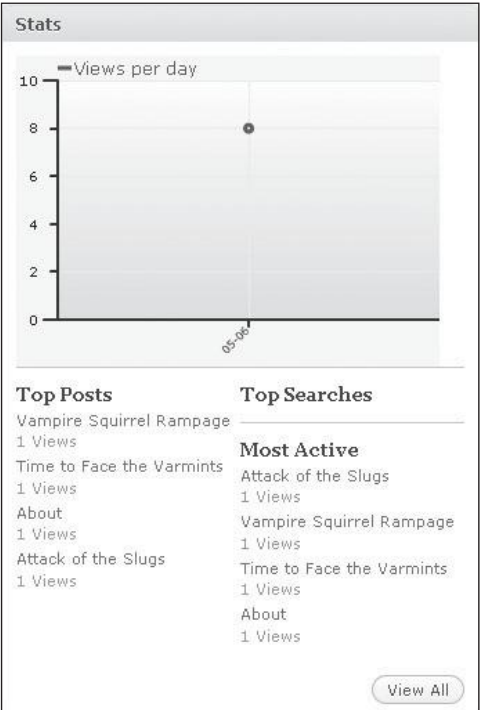 Stats
Views per day
10
8
6
4
2
0
05-06
Top Posts
Vampire Squirrel Rampage
1 Views
Time to Face the Varmints
1 Views
About
1 Views
Attack of the Slugs
1 Views
Top Searches
Most Active
Attack of the Slugs
1 Views
Vampire Squirrel Rampage
1 Views
Time to Face the Varmints
1 Views
About
1 Views
View All